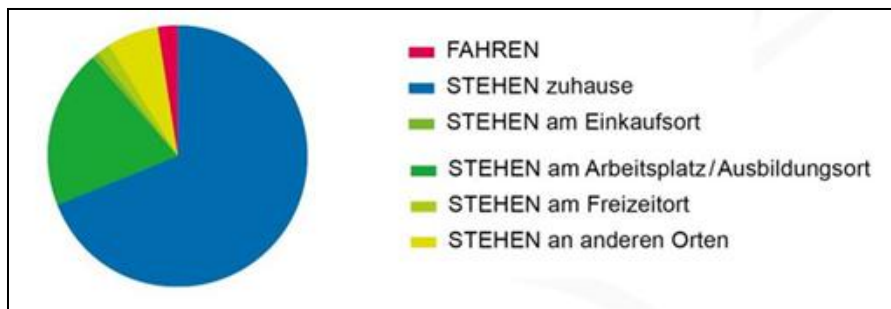 FAHREN
STEHEN zuhause
STEHEN am Einkaufsort
STEHEN am Arbeitsplatz/Ausbildungsort
STEHEN am Freizeitort
STEHEN an anderen Orten